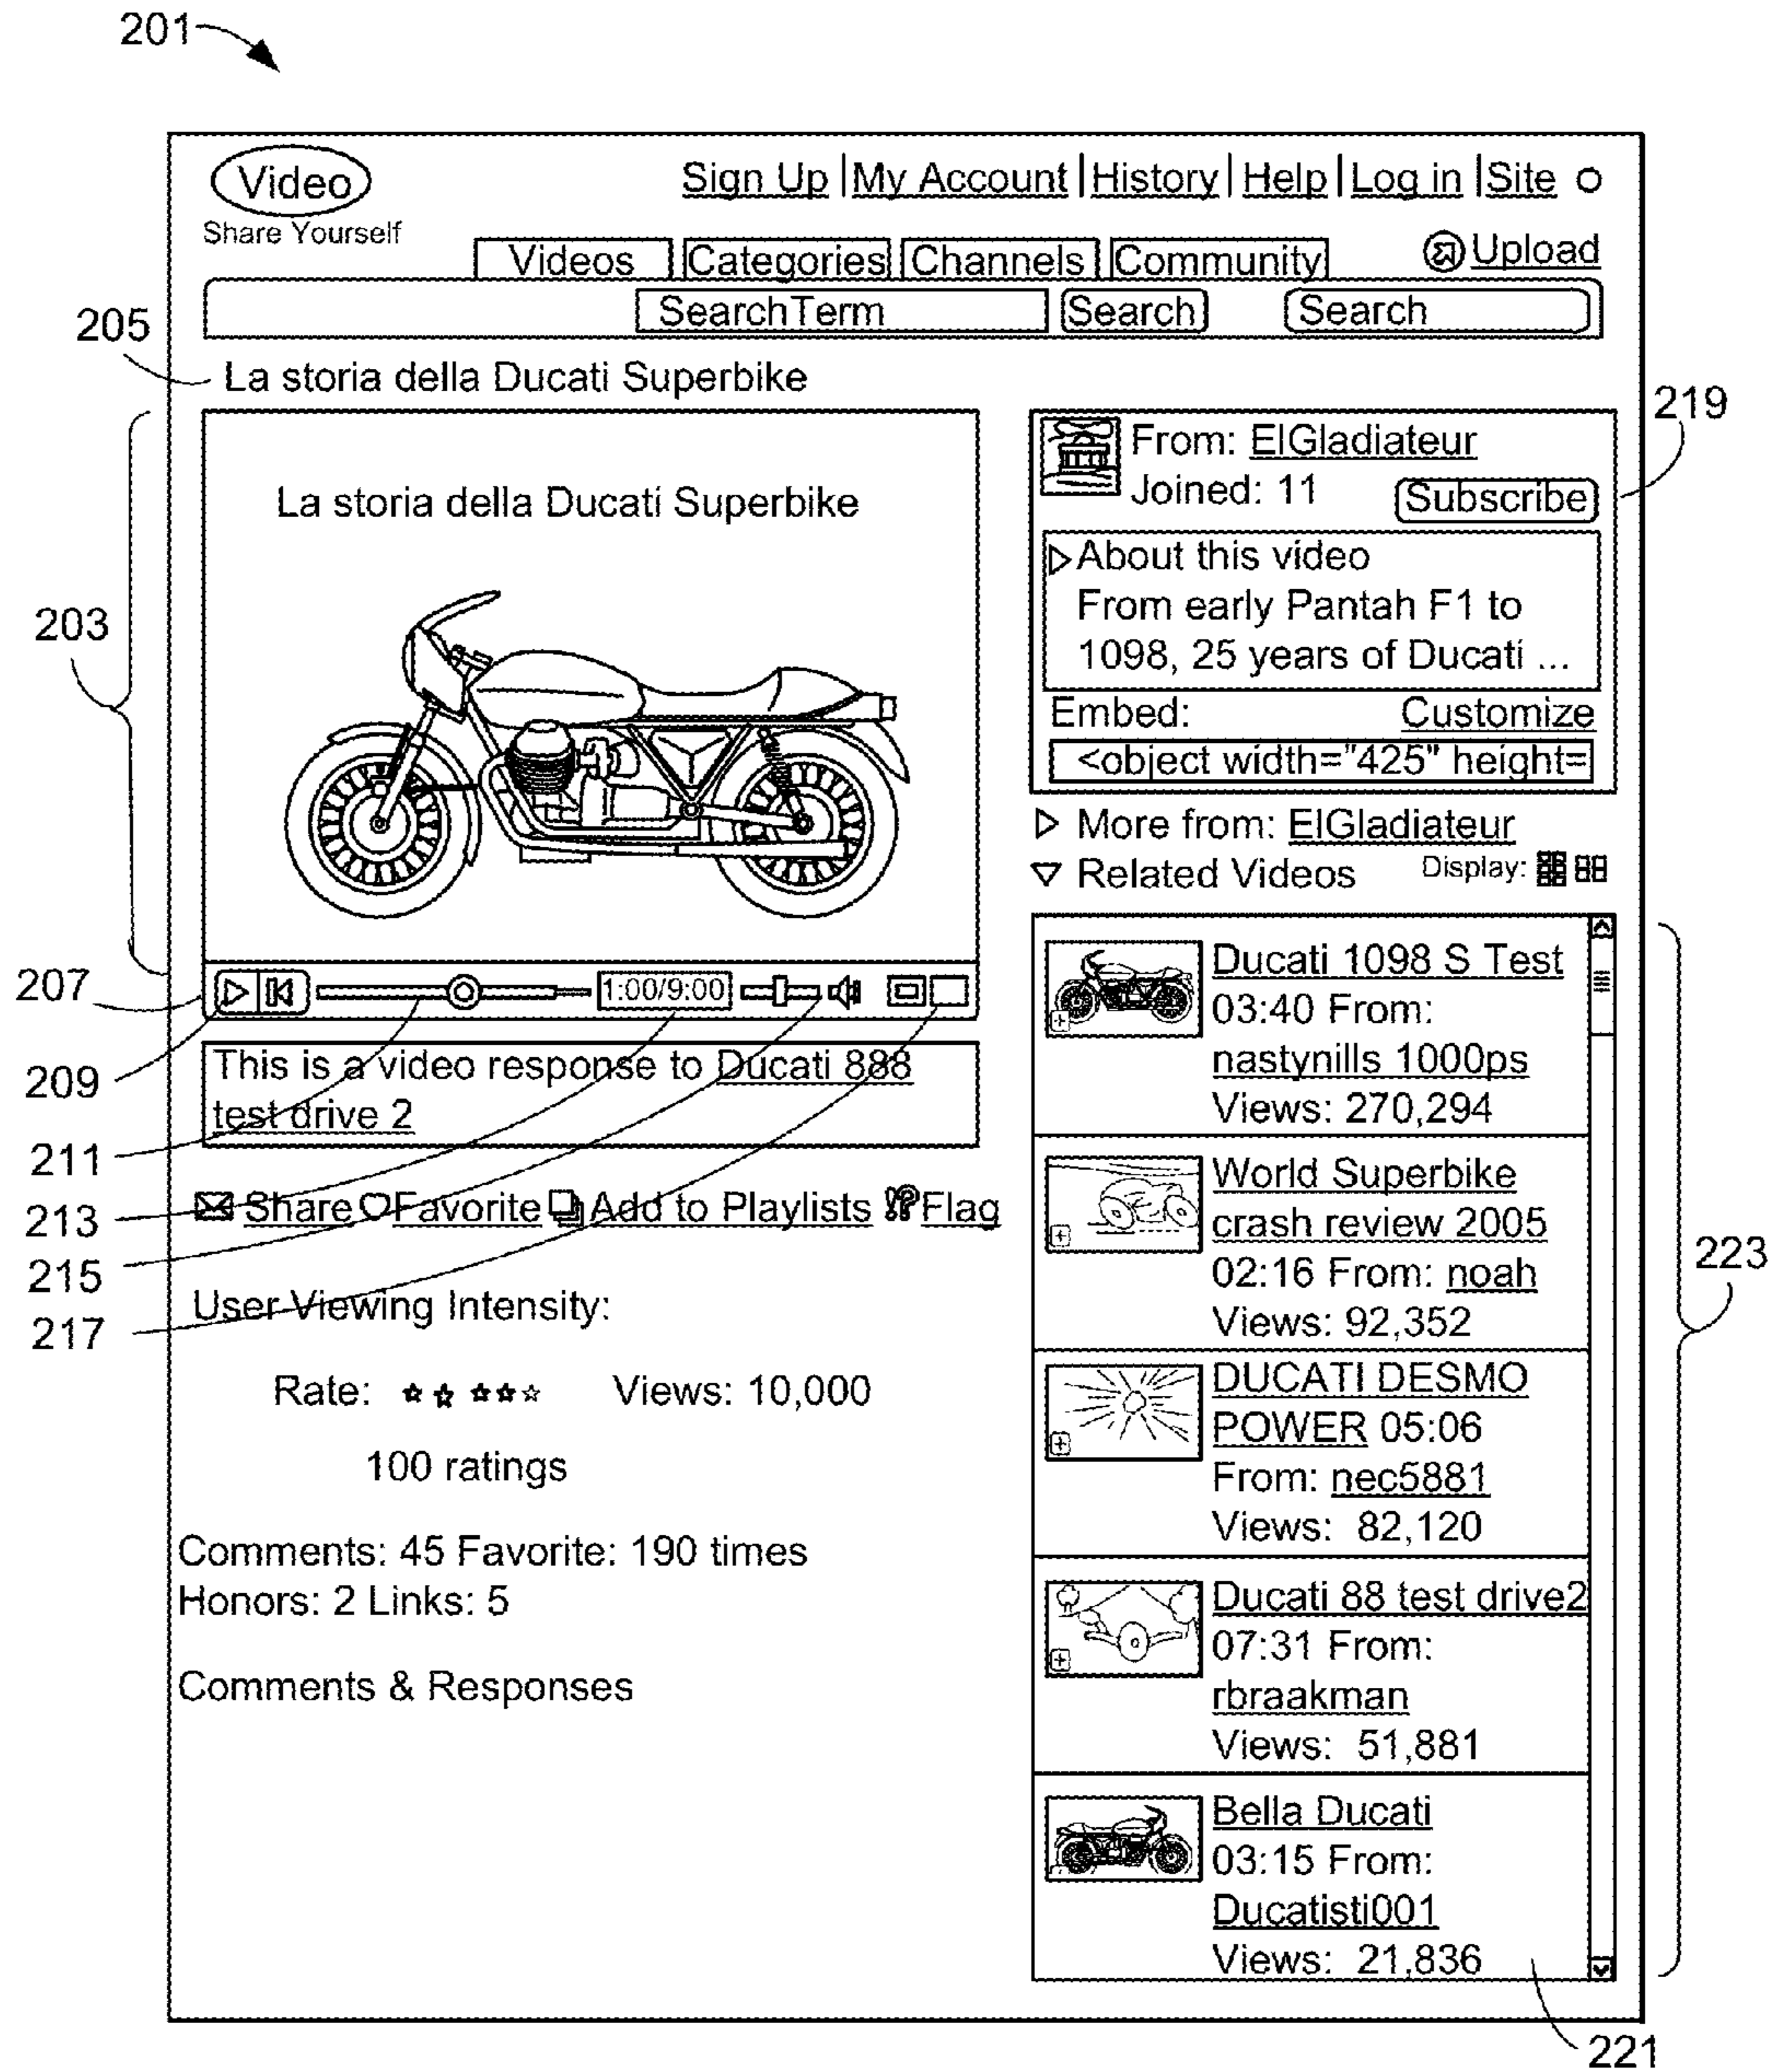 201
Video
Share Yourself
Sign Up | My Account | History | Help | Log in | Site
Videos Categories Channels Community Upload
SearchTerm Search Search
205
La storia della Ducati Superbike
203
La storia della Ducati Superbike
207
1:00/9:00
209
This is a video response to Ducati 888
test drive 2
211
213
Share Favorite Add to Playlists Flag
215
User Viewing Intensity:
217
Rate: Views: 10,000
100 ratings
Comments: 45 Favorite: 190 times
Honors: 2 Links: 5
Comments & Responses
219
From: ElGladiateur
Joined: 11
Subscribe
About this video
From early Pantah F1 to
1098, 25 years of Ducati ...
Embed: Customize
<object width="425" height=
More from: ElGladiateur
Related Videos Display:
Ducati 1098 S Test
03:40 From:
nastynills 1000ps
Views: 270,294
World Superbike
crash review 2005
02:16 From: noah
Views: 92,352
223
DUCATI DESMO
POWER 05:06
From: nec5881
Views: 82,120
Ducati 88 test drive2
07:31 From:
rbraakman
Views: 51,881
Bella Ducati
03:15 From:
Ducatisti001
Views: 21,836
221